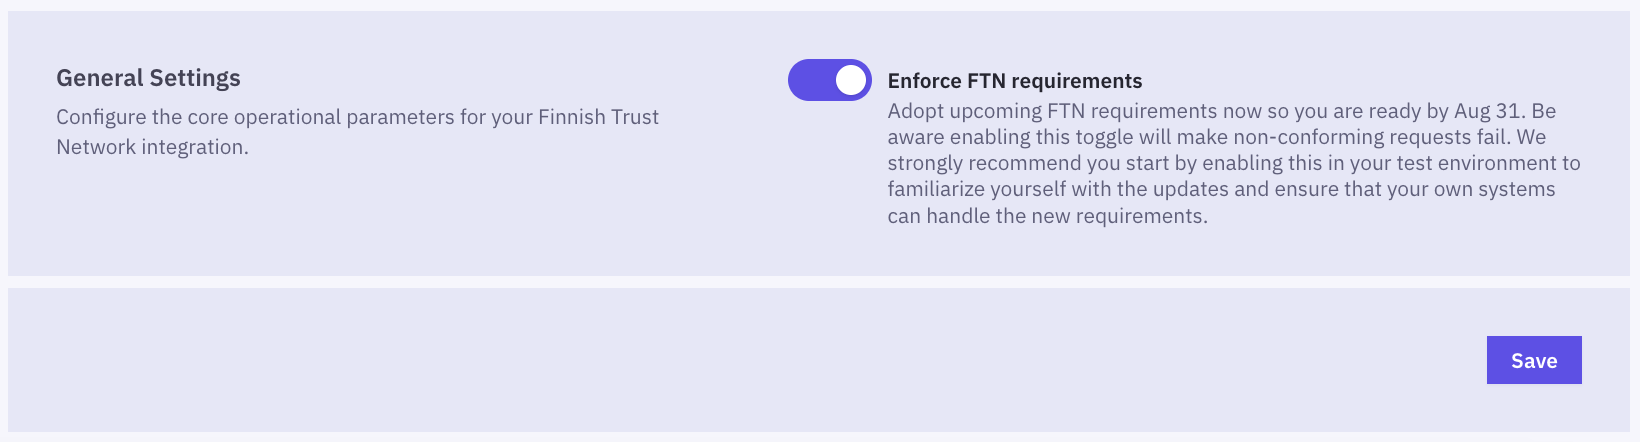 General Settings
Configure the core operational parameters for your Finnish Trust
Network integration.
Enforce FTN requirements
Adopt upcoming FTN requirements now so you are ready by Aug 31. Be
aware enabling this toggle will make non-conforming requests fail. We
strongly recommend you start by enabling this in your test environment to
familiarize yourself with the updates and ensure that your own systems
can handle the new requirements.
Save